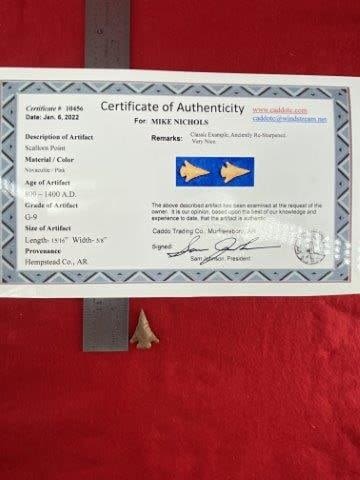 Certificate # 10456
Date: Jan. 6, 2022
Certificate of Authenticity
For: MIKE NICHOLS
www.caddotc.com
caddotc@windstream.net
Description of Artifact
Scallorn Point
Material / Color
Novaculite / Pink
Age of Artifact
800 – 1400 A.D.
Grade of Artifact
G-9
Size of Artifact
Length- 15/16" Width- 5/8"
Provenance
Hempstead Co., AR.
Remarks: Classic Example, Anciently Re-Sharpened.
Very Nice.
The above described artifact has been examined at the request of the
owner. It is our opinion, based upon the best of our knowledge and
experience to date, that the artifact is authentic.
Caddo Trading Co. Murfreesboro, AR
Signed:
Sam Johnson, President